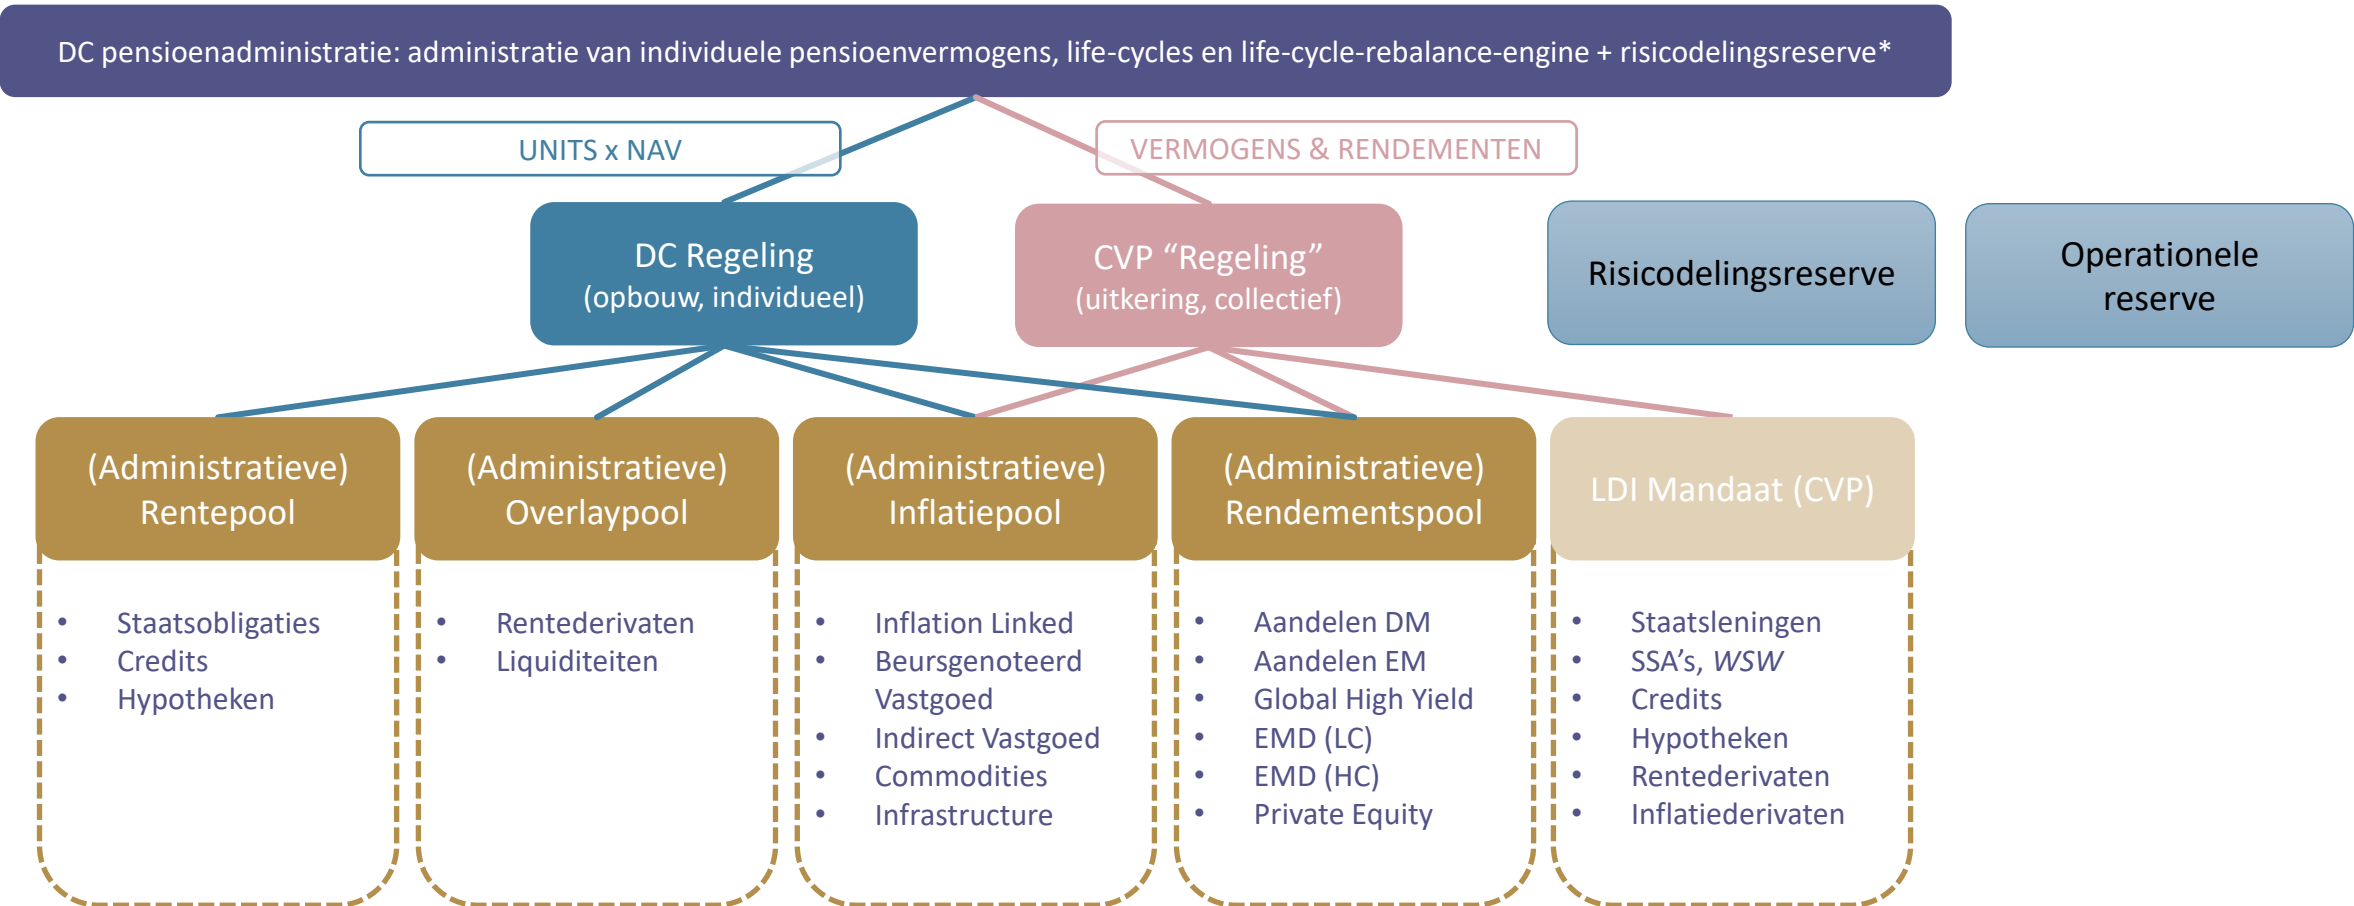 DC pensioenadministratie: administratie van individuele pensioenvermogens, life-cycles en life-cycle-rebalance-engine + risicodelingsreserve*
UNITS x NAV
VERMOGENS & RENDEMENTEN
DC Regeling
(opbouw, individueel)
CVP “Regeling”
(uitkering, collectief)
Risicodelingsreserve
Operationele
reserve
(Administratieve)
Rentepool
(Administratieve)
Overlaypool
(Administratieve)
Inflatiepool
(Administratieve)
Rendementspool
LDI Mandaat (CVP)
• Staatsobligaties
• Credits
• Hypotheken
• Rentederivaten
• Liquiditeiten
• Inflation Linked
• Beursgenoteerd
Vastgoed
• Indirect Vastgoed
• Commodities
• Infrastructure
• Aandelen DM
• Aandelen EM
• Global High Yield
• EMD (LC)
• EMD (HC)
• Private Equity
• Staatsleningen
• SSA’s, WSW
• Credits
• Hypotheken
• Rentederivaten
• Inflatiederivaten